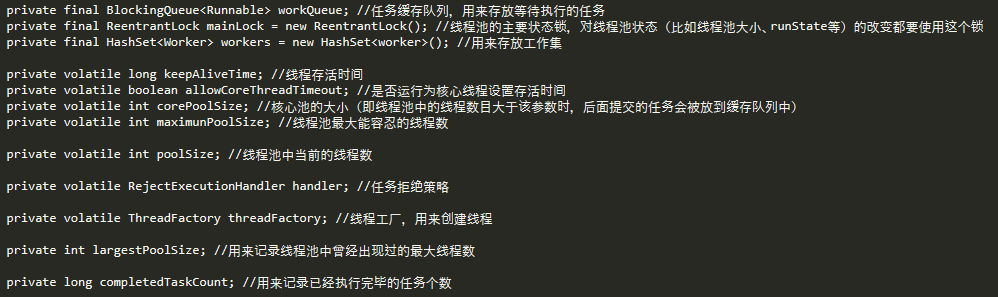 private final BlockingQueue<Runnable> workQueue; //任务缓存队列，用来存放等待执行的任务
private final ReentrantLock mainLock = new ReentrantLock(); //线程池的主要状态锁，对线程池状态（比如线程池大小、runState等）的改变都要使用这个锁
private final HashSet<Worker> workers = new HashSet<worker>(); //用来存放工作集
private volatile long keepAliveTime; //线程存活时间
private volatile boolean allowCoreThreadTimeout; //是否运行为核心线程设置存活时间
private volatile int corePoolSize; //核心池的大小（即线程池中的线程数目大于该参数时，后面提交的任务会被放到缓存队列中）
private volatile int maximunPoolSize; //线程池最大能容忍的线程数
private volatile int poolSize; //线程池中当前的线程数
private volatile RejectExecutionHandler handler; //任务拒绝策略
private volatile ThreadFactory threadFactory; //线程工厂，用来创建线程
private int largestPoolSize; //用来记录线程池中曾经出现过的最大线程数
private long completedTaskCount; //用来记录已经执行完毕的任务个数